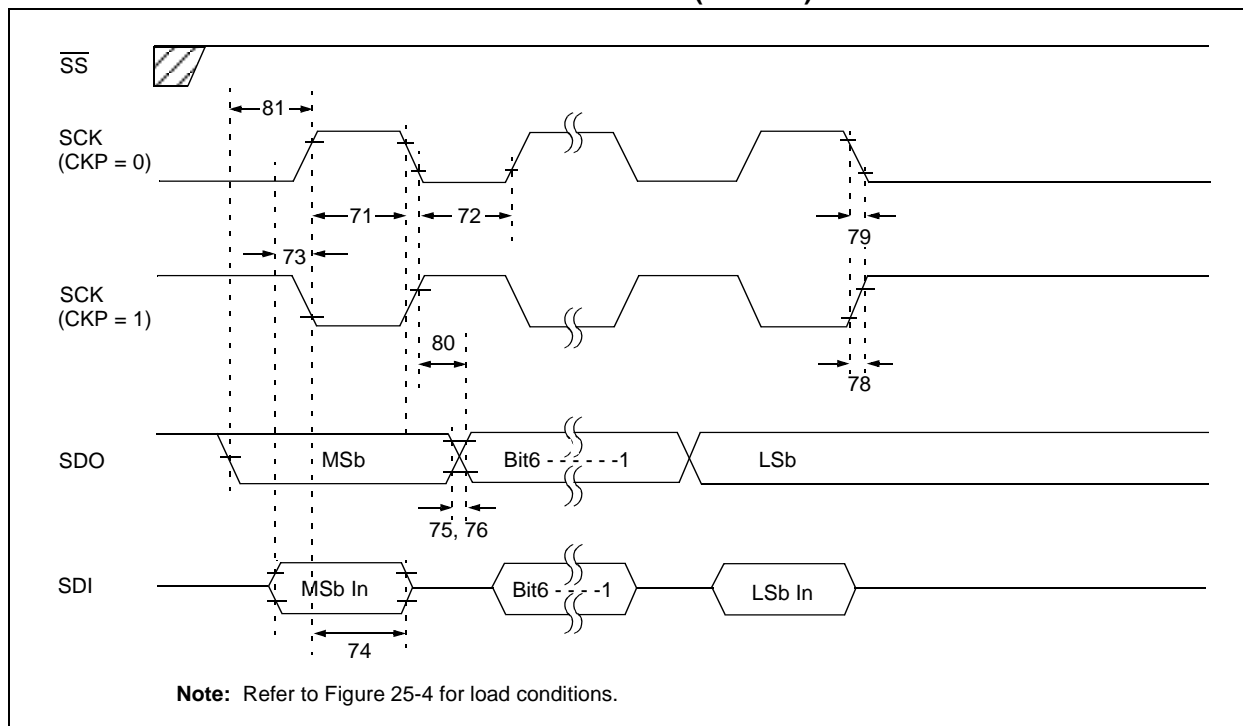 SS
81
SCK
(CKP = 0)
71
72
79
73
SCK
(CKP = 1)
80
78
SDO
MSb
Bit6 - - - - - -1
LSb
75, 76
SDI
MSb In
Bit6 - - - -1
LSb In
74
Note: Refer to Figure 25-4 for load conditions.